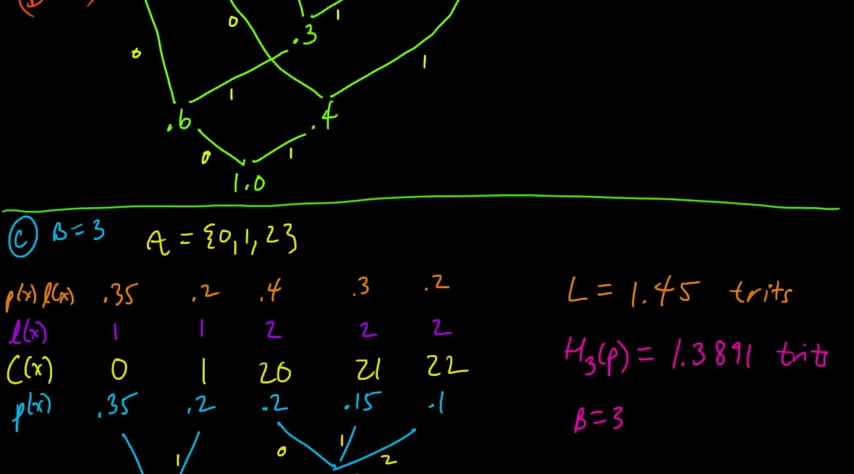 0 0 .3 1
0 1 1
.6 .4
0 1
1.0
C B = 3 A = {0,1,2}
p(x) l(x) .35 .2 .4 .3 .2 L = 1.45 trits
l(x) 1 1 2 2 2
H₃(p) = 1.3891 trits
C(x) 0 1 20 21 22
p(x) .35 .2 .2 .15 .1 B=3
1 0 1 2